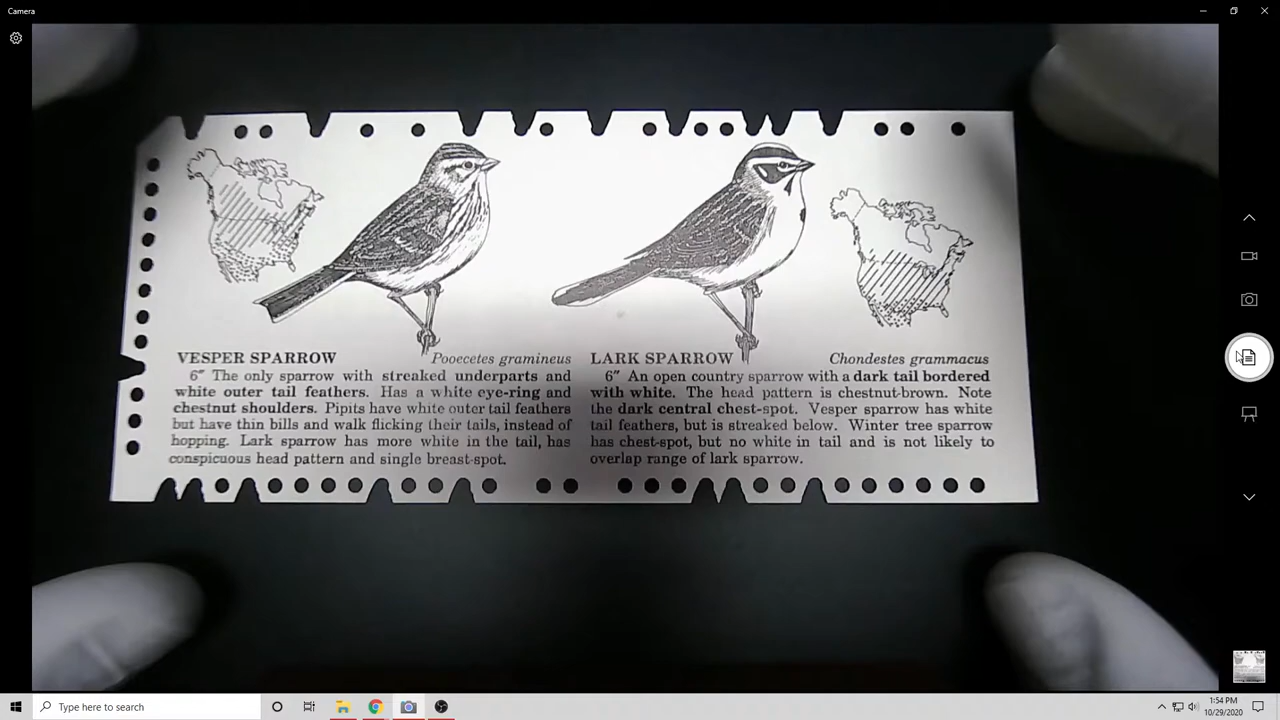 Camera
VESPER SPARROW Pooecetes gramineus
6" The only sparrow with streaked underparts and
white outer tail feathers. Has a white eye-ring and
chestnut shoulders. Pipits have white outer tail feathers
but have thin bills and walk flicking their tails, instead of
hopping. Lark sparrow has more white in the tail, has
conspicuous head pattern and single breast-spot.
LARK SPARROW Chondestes grammacus
6" An open country sparrow with a dark tail bordered
with white. The head pattern is chestnut-brown. Note
the dark central chest-spot. Vesper sparrow has white
tail feathers, but is streaked below. Winter tree sparrow
has chest-spot, but no white in tail and is not likely to
overlap range of lark sparrow.
Type here to search
1:54 PM
10/29/2020